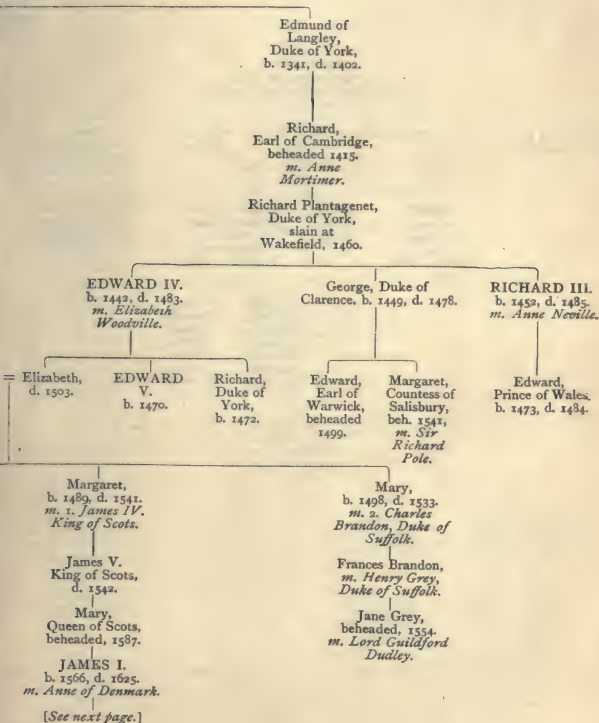 Edmund of
Langley,
Duke of York,
b. 1341, d. 1402.
Richard,
Earl of Cambridge,
beheaded 1415.
m. Anne
Mortimer.
Richard Plantagenet,
Duke of York,
slain at
Wakefield, 1460.
EDWARD IV.
b. 1442, d. 1483.
m. Elizabeth
Woodville.
George, Duke of
Clarence, b. 1449, d. 1478.
RICHARD III.
b. 1452, d. 1485.
m. Anne Neville.
= Elizabeth,
d. 1503.
EDWARD
V.
b. 1470.
Richard,
Duke of
York,
b. 1472.
Edward,
Earl of
Warwick,
beheaded
1499.
Margaret,
Countess of
Salisbury,
beh. 1541,
m. Sir
Richard
Pole.
Edward,
Prince of Wales,
b. 1473, d. 1484.
Margaret,
b. 1489, d. 1541.
m. 1. James IV.
King of Scots.
James V.
King of Scots,
d. 1542.
Mary,
Queen of Scots,
beheaded, 1587.
JAMES I.
b. 1566, d. 1625.
m. Anne of Denmark.
[See next page.]
Mary,
b. 1498, d. 1533.
m. 2. Charles
Brandon, Duke of
Suffolk.
Frances Brandon,
m. Henry Grey,
Duke of Suffolk.
Jane Grey,
beheaded, 1554.
m. Lord Guildford
Dudley.